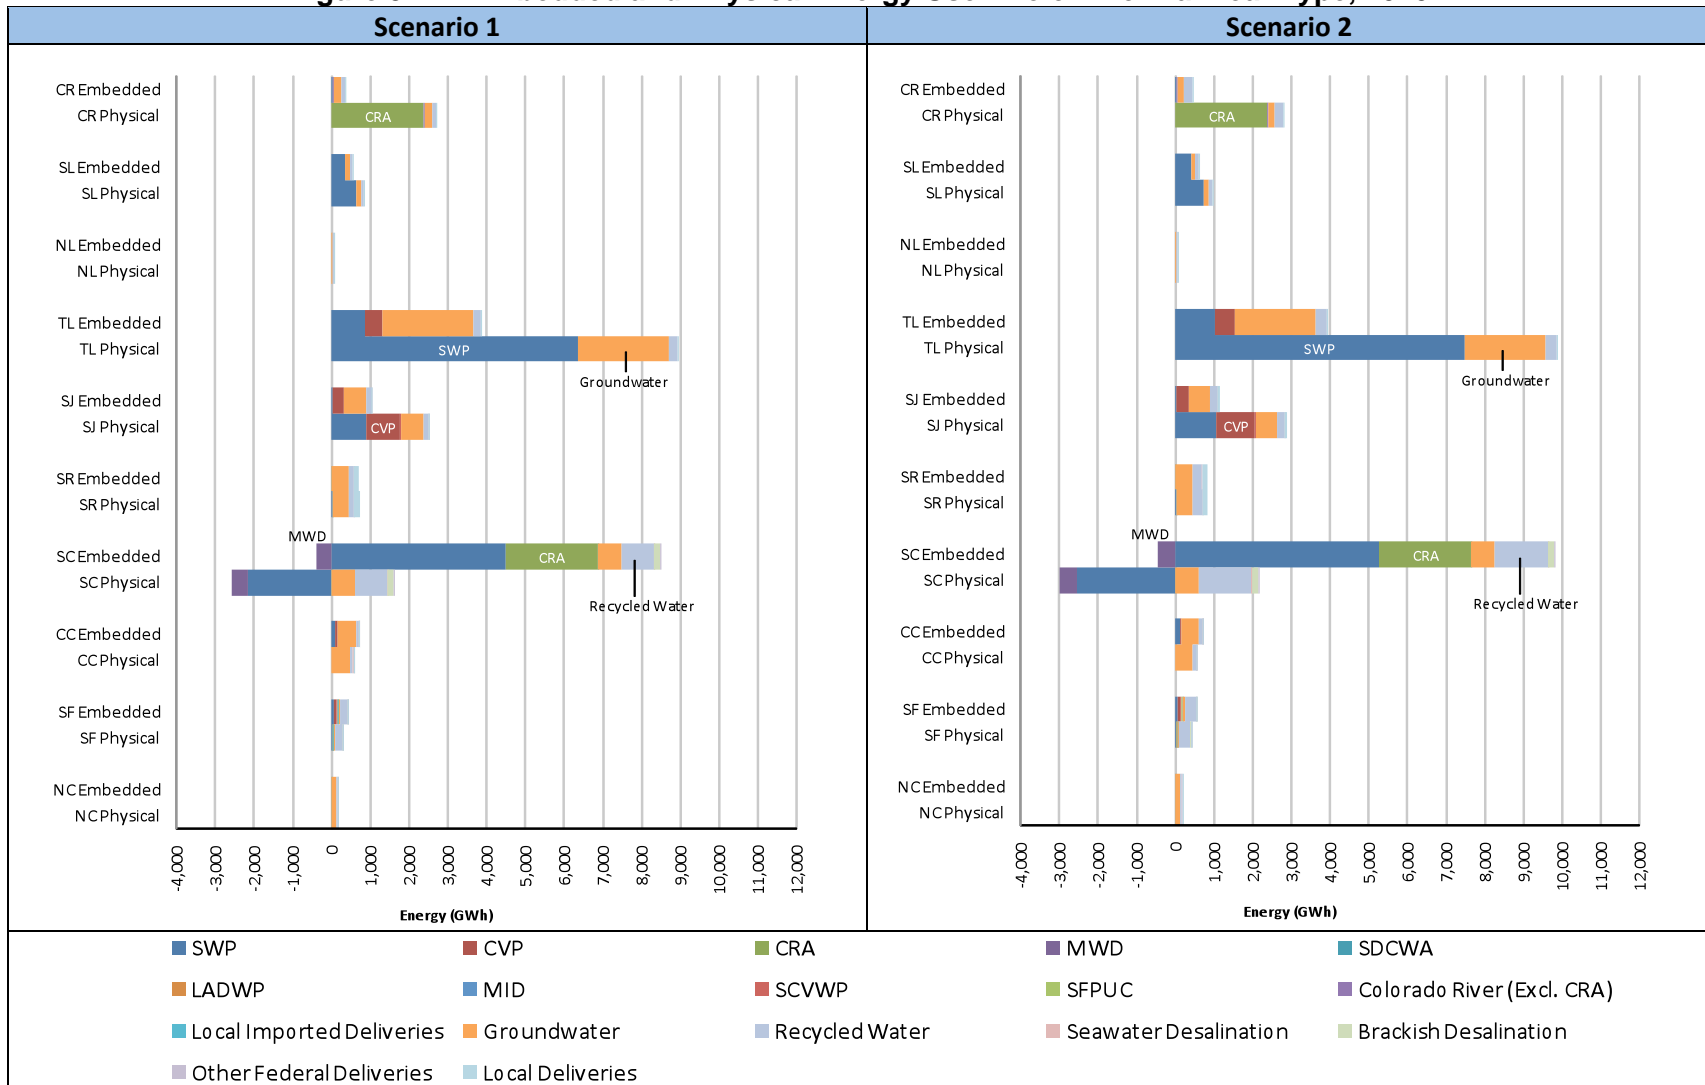 Scenario 1
Scenario 2
CR Embedded
CR Physical
CRA
SL Embedded
SL Physical
NL Embedded
NL Physical
TL Embedded
TL Physical
SWP
Groundwater
SJ Embedded
SJ Physical
CVP
SR Embedded
SR Physical
MWD
SC Embedded
CRA
SC Physical
Recycled Water
CC Embedded
CC Physical
SF Embedded
SF Physical
NC Embedded
NC Physical
-4,000
-3,000
-2,000
-1,000
0
1,000
2,000
3,000
4,000
5,000
6,000
7,000
8,000
9,000
10,000
11,000
12,000
Energy (GWh)
CR Embedded
CR Physical
CRA
SL Embedded
SL Physical
NL Embedded
NL Physical
TL Embedded
TL Physical
SWP
Groundwater
SJ Embedded
SJ Physical
CVP
SR Embedded
SR Physical
MWD
SC Embedded
CRA
SC Physical
Recycled Water
CC Embedded
CC Physical
SF Embedded
SF Physical
NC Embedded
NC Physical
-4,000
-3,000
-2,000
-1,000
0
1,000
2,000
3,000
4,000
5,000
6,000
7,000
8,000
9,000
10,000
11,000
12,000
Energy (GWh)
SWP
CVP
CRA
MWD
SDCWA
LADWP
MID
SCVWP
SFPUC
Colorado River (Excl. CRA)
Local Imported Deliveries
Groundwater
Recycled Water
Seawater Desalination
Brackish Desalination
Other Federal Deliveries
Local Deliveries